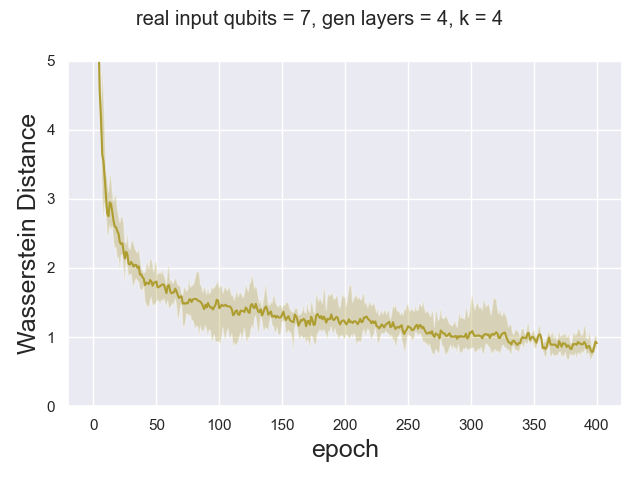 real input qubits = 7, gen layers = 4, k = 4
Wasserstein Distance
5
4
3
2
1
0
0 50 100 150 200 250 300 350 400
epoch